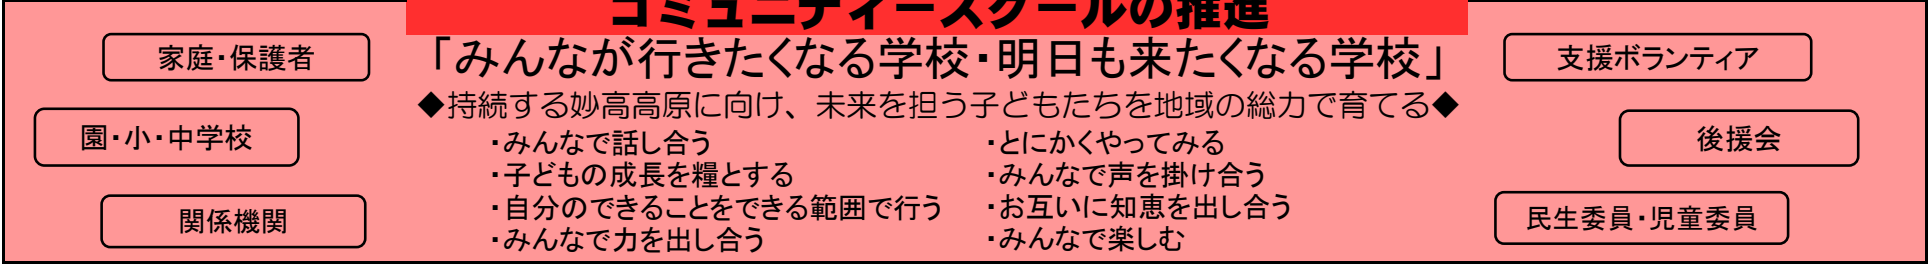 コミュニティースクールの推進
「みんなが行きたくなる学校・明日も来たくなる学校」
◆持続する妙高高原に向け、未来を担う子どもたちを地域の総力で育てる◆
・みんなで話し合う
・子どもの成長を糧とする
・自分のできることをできる範囲で行う
・みんなで力を出し合う
・とにかくやってみる
・みんなで声を掛け合う
・お互いに知恵を出し合う
・みんなで楽しむ
家庭・保護者
園・小・中学校
関係機関
支援ボランティア
後援会
民生委員・児童委員